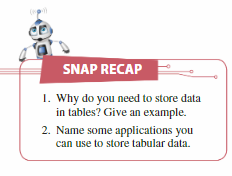 SNAP RECAP
1. Why do you need to store data
in tables? Give an example.
2. Name some applications you
can use to store tabular data.